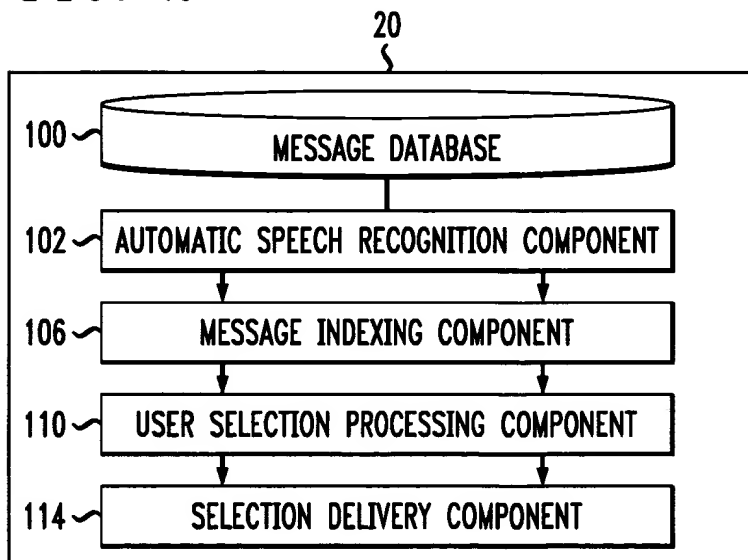 20
100
MESSAGE DATABASE
102
AUTOMATIC SPEECH RECOGNITION COMPONENT
106
MESSAGE INDEXING COMPONENT
110
USER SELECTION PROCESSING COMPONENT
114
SELECTION DELIVERY COMPONENT